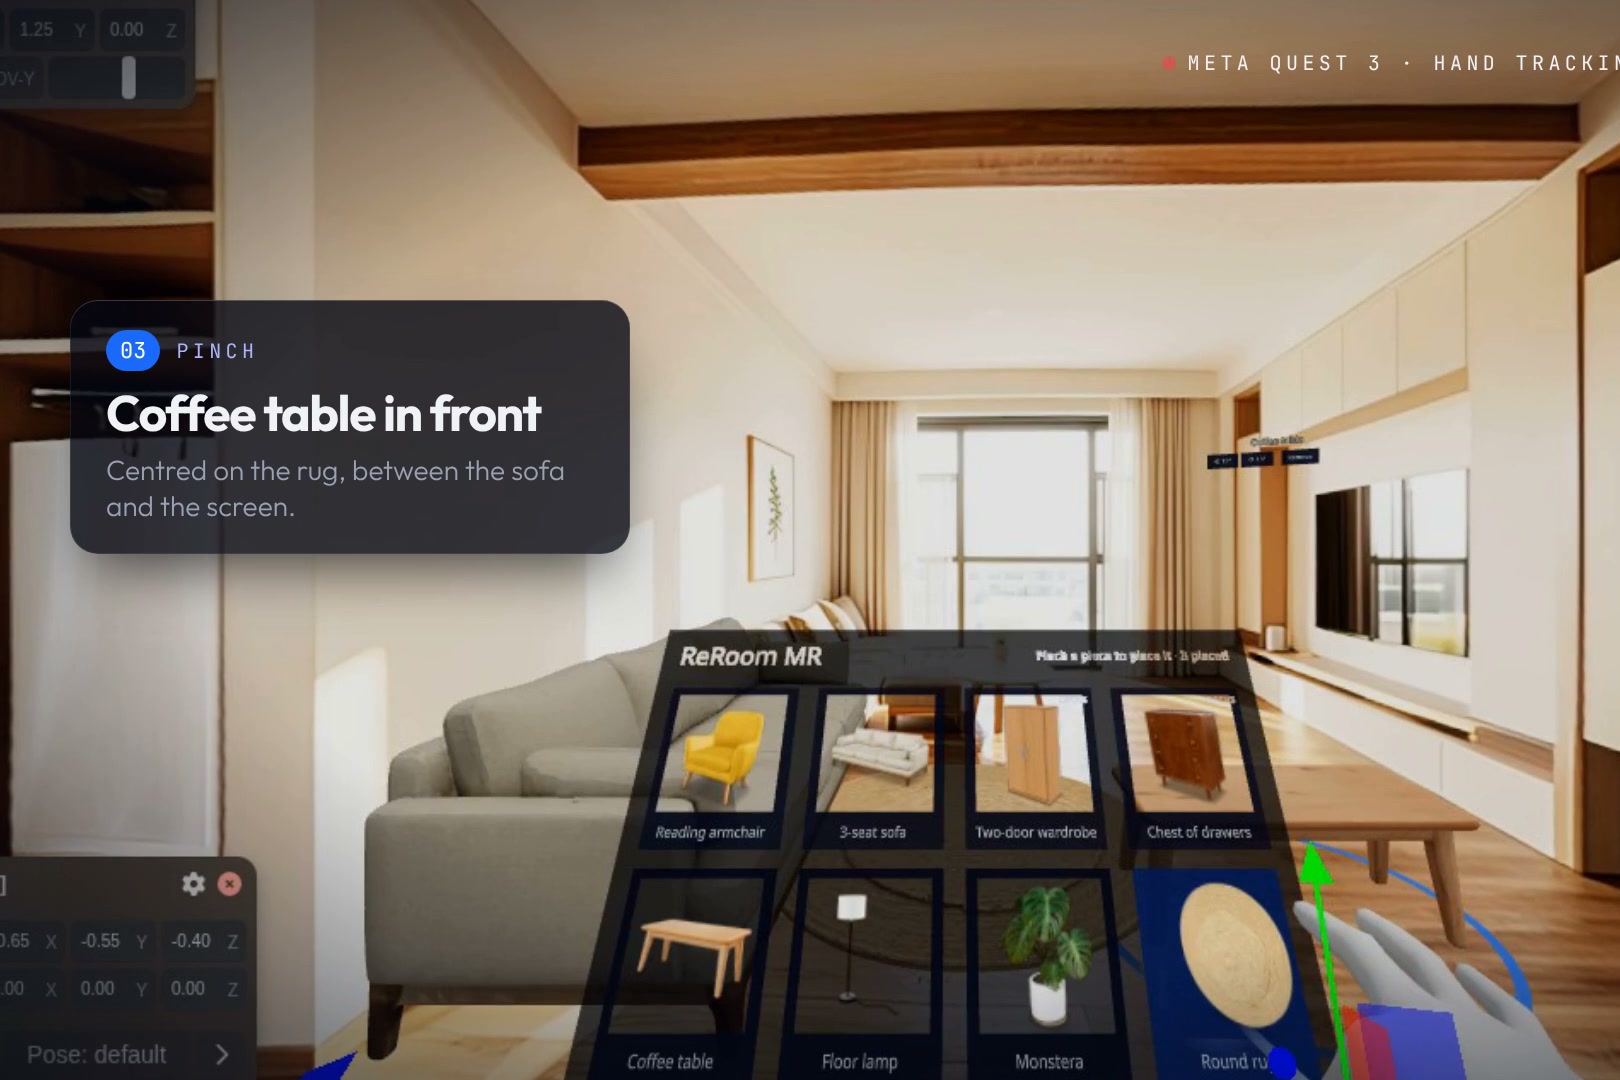 1.25 Y 0.00 Z
OV-Y
META QUEST 3 · HAND TRACKIN
03 PINCH
Coffee table in front
Centred on the rug, between the sofa
and the screen.
ReRoom MR
Reading armchair
3-seat sofa
Two-door wardrobe
Chest of drawers
Coffee table
Floor lamp
Monstera
Round ru
]
0.65 X -0.55 Y -0.40 Z
.00 X 0.00 Y 0.00 Z
Pose: default